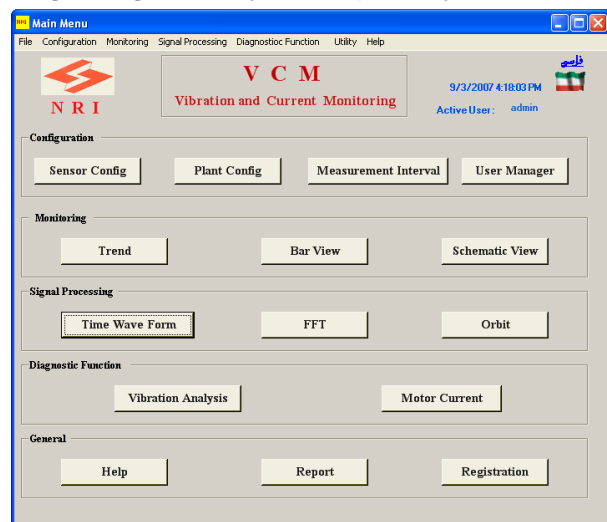 NRI Main Menu
File Configuration Monitoring Signal Processing Diagnostioc Function Utility Help
N R I
V C M
Vibration and Current Monitoring
فارسی
9/3/2007 4:18:03 PM
Active User: admin
Configuration
Sensor Config Plant Config Measurement Interval User Manager
Monitoring
Trend Bar View Schematic View
Signal Processing
Time Wave Form FFT Orbit
Diagnostic Function
Vibration Analysis Motor Current
General
Help Report Registration